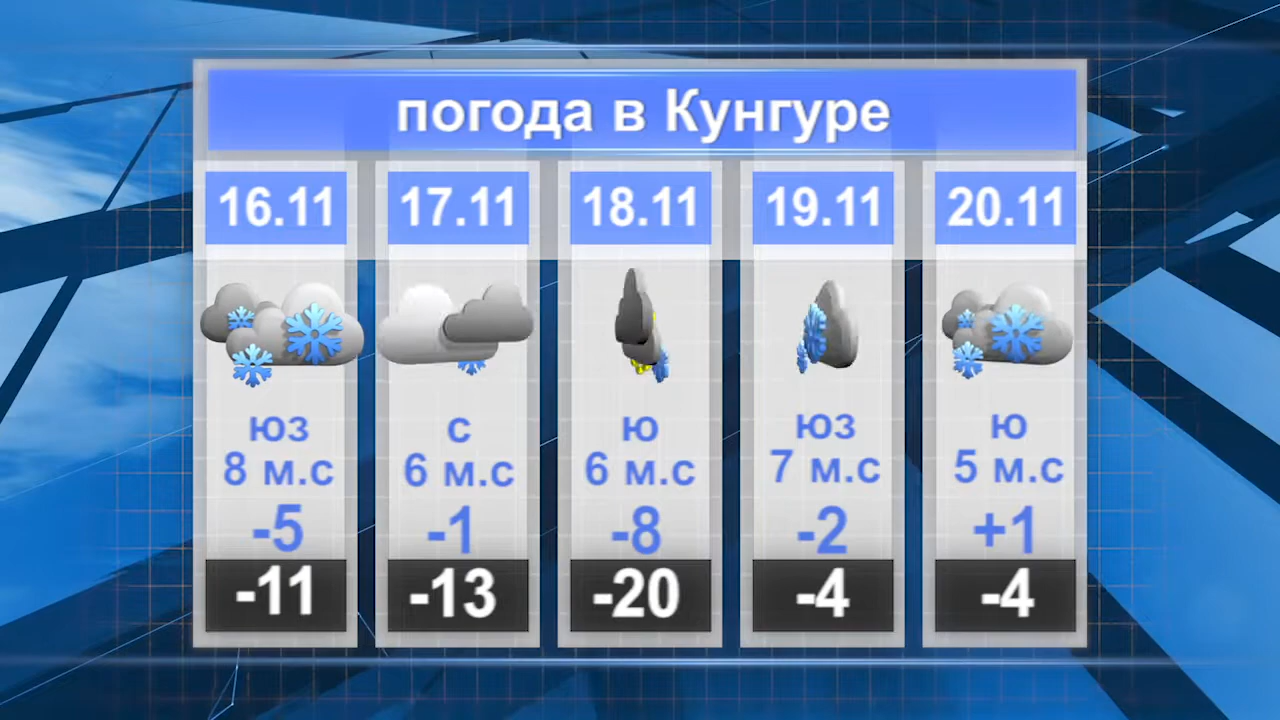 погода в Кунгуре
16.11
17.11
18.11
19.11
20.11
юз
8 м.с
-5
-11
с
6 м.с
-1
-13
ю
6 м.с
-8
-20
юз
7 м.с
-2
-4
ю
5 м.с
+1
-4